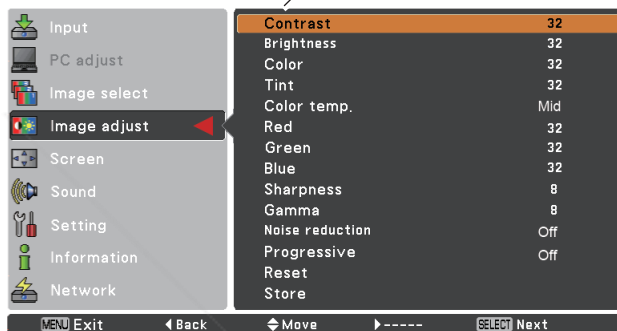 Input
PC adjust
Image select
Image adjust
Screen
Sound
Setting
Information
Network
Contrast 32
Brightness 32
Color 32
Tint 32
Color temp. Mid
Red 32
Green 32
Blue 32
Sharpness 8
Gamma 8
Noise reduction Off
Progressive Off
Reset
Store
MENU Exit Back Move ----- SELECT Next